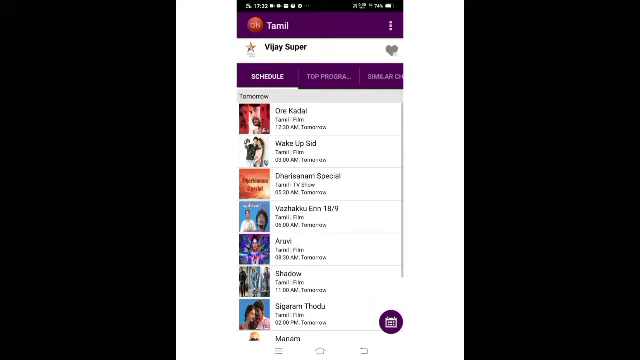 17:32
74%
ON Tamil
Vijay Super
SCHEDULE TOP PROGRA... SIMILAR CH
Tomorrow
Ore Kadal
Tamil | Film
12:30 AM, Tomorrow
Wake Up Sid
Tamil | Film
03:00 AM, Tomorrow
Dharisanam Special
Tamil | TV Show
05:30 AM, Tomorrow
Vazhakku Enn 18/9
Tamil | Film
06:00 AM, Tomorrow
Aruvi
Tamil | Film
08:30 AM, Tomorrow
Shadow
Tamil | Film
11:00 AM, Tomorrow
Sigaram Thodu
Tamil | Film
02:00 PM, Tomorrow
Manam